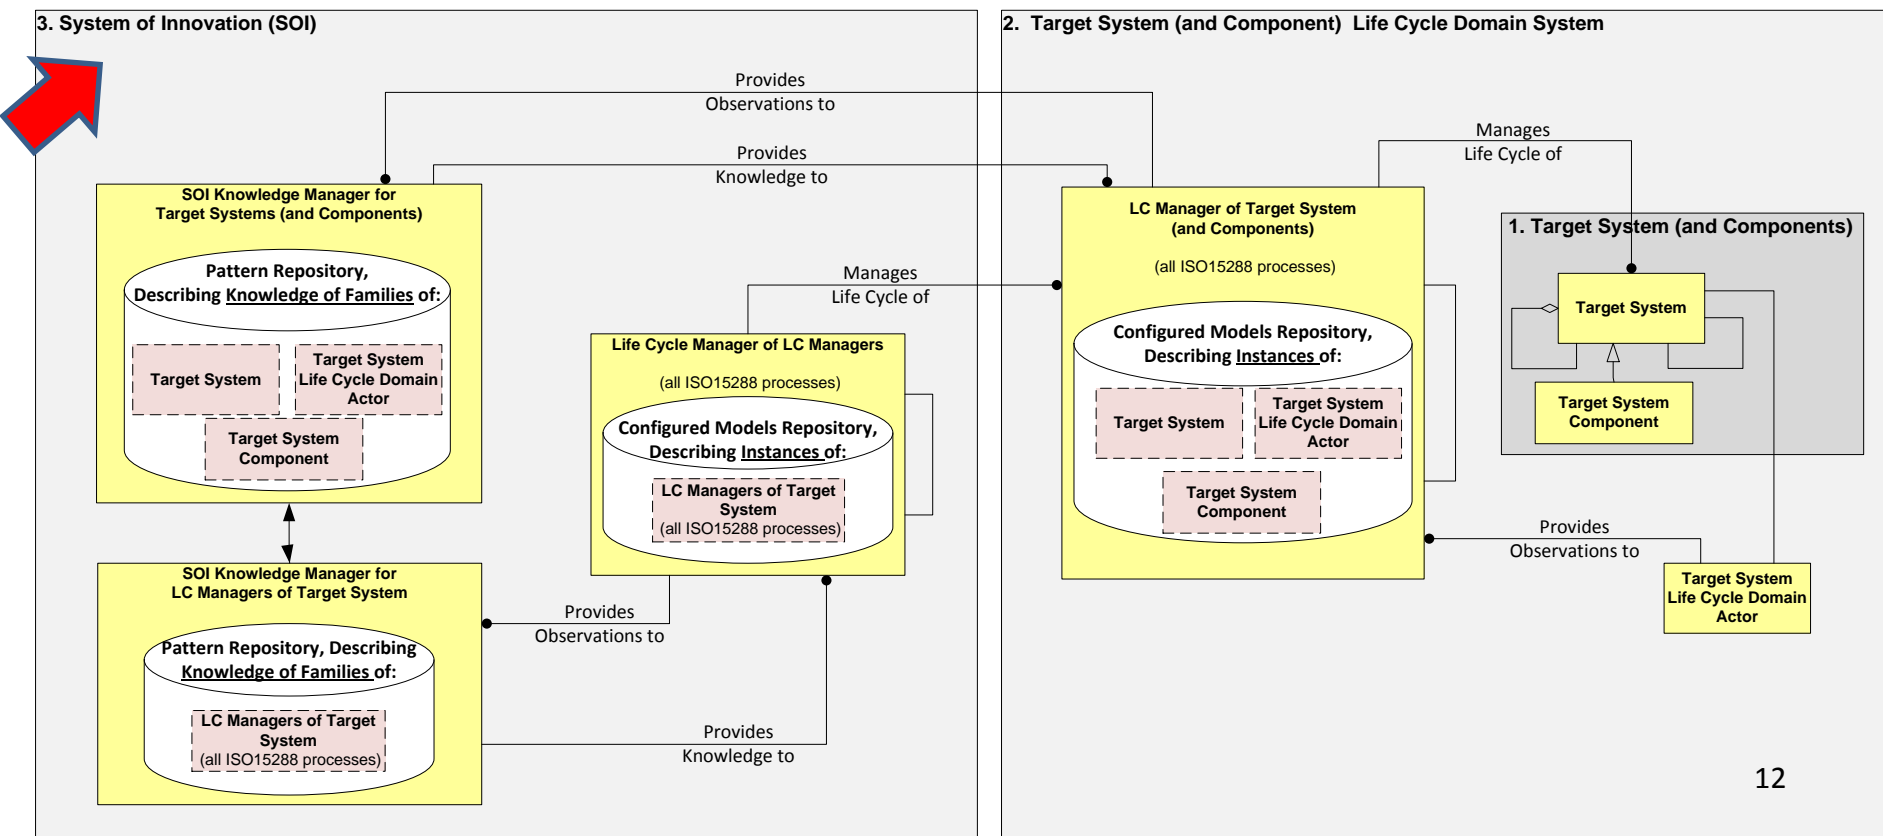 3. System of Innovation (SOI)
2. Target System (and Component) Life Cycle Domain System
Provides
Observations to
Provides
Knowledge to
Manages
Life Cycle of
SOI Knowledge Manager for
Target Systems (and Components)
Pattern Repository,
Describing Knowledge of Families of:
Target System
Target System
Life Cycle Domain
Actor
Target System
Component
Manages
Life Cycle of
Life Cycle Manager of LC Managers
(all ISO15288 processes)
Configured Models Repository,
Describing Instances of:
LC Managers of Target
System
(all ISO15288 processes)
LC Manager of Target System
(and Components)
(all ISO15288 processes)
Configured Models Repository,
Describing Instances of:
Target System
Target System
Life Cycle Domain
Actor
Target System
Component
1. Target System (and Components)
Target System
Target System
Component
Provides
Observations to
Target System
Life Cycle Domain
Actor
SOI Knowledge Manager for
LC Managers of Target System
Pattern Repository, Describing
Knowledge of Families of:
LC Managers of Target
System
(all ISO15288 processes)
Provides
Observations to
Provides
Knowledge to
12